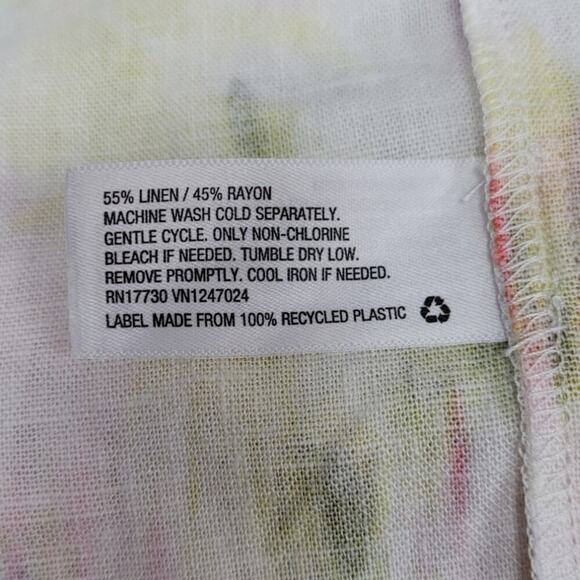 55% LINEN / 45% RAYON
MACHINE WASH COLD SEPARATELY.
GENTLE CYCLE. ONLY NON-CHLORINE
BLEACH IF NEEDED. TUMBLE DRY LOW.
REMOVE PROMPTLY. COOL IRON IF NEEDED.
RN17730 VN1247024
LABEL MADE FROM 100% RECYCLED PLASTIC